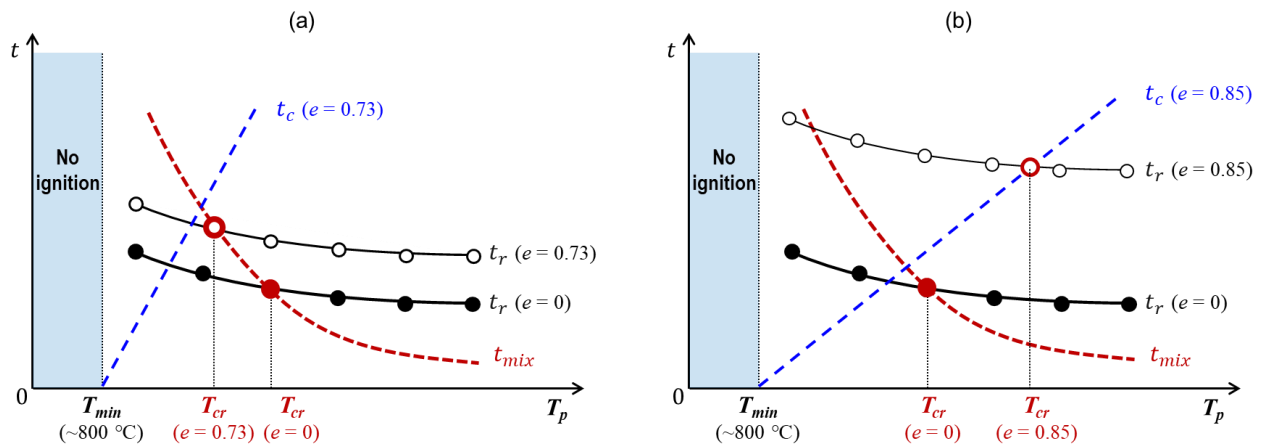 (a)
t
No
ignition
t_c (e = 0.73)
t_r (e = 0.73)
t_r (e = 0)
t_mix
0
T_min
(~800 °C)
T_cr
(e = 0.73)
T_cr
(e = 0)
T_p
(b)
t
No
ignition
t_c
(e = 0.85)
t_r (e = 0.85)
t_r (e = 0)
t_mix
0
T_min
(~800 °C)
T_cr
(e = 0)
T_cr
(e = 0.85)
T_p